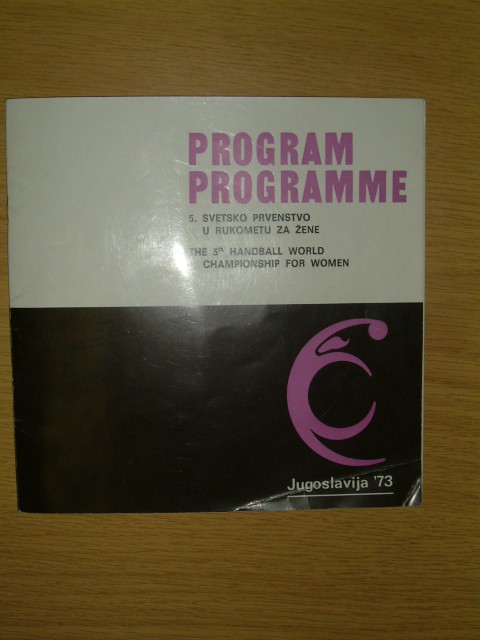 PROGRAM
PROGRAMME
5. SVETSKO PRVENSTVO
U RUKOMETU ZA ŽENE
THE 5th HANDBALL WORLD
CHAMPIONSHIP FOR WOMEN
Jugoslavija '73